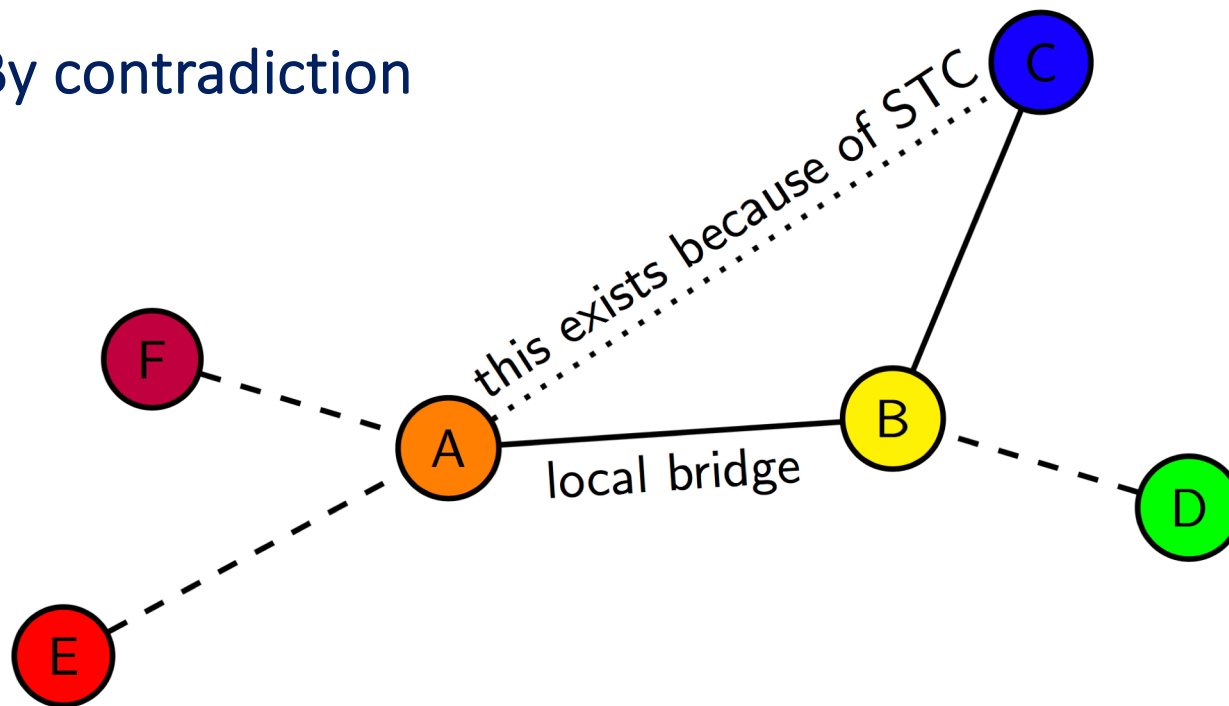 By contradiction
C
this exists because of STC
F
A
B
local bridge
D
E